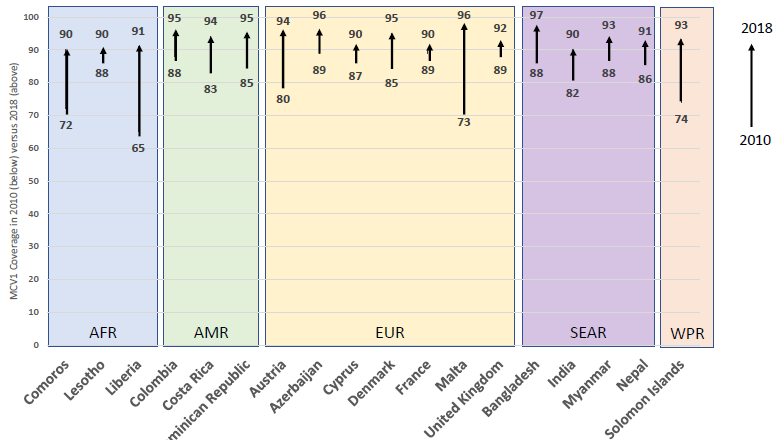 MCV1 Coverage in 2010 (below) versus 2018 (above)
100
90
80
70
60
50
40
30
20
10
0
90
72
90
88
91
65
95
88
94
83
95
85
94
80
96
89
90
87
95
85
90
89
96
73
92
89
97
88
90
82
93
88
91
86
93
74
2018
2010
AFR
AMR
EUR
SEAR
WPR
Comoros
Lesotho
Liberia
Colombia
Costa Rica
minican Republic
Austria
Azerbaijan
Cyprus
Denmark
France
Malta
United Kingdom
Bangladesh
India
Myanmar
Nepal
Solomon Islands